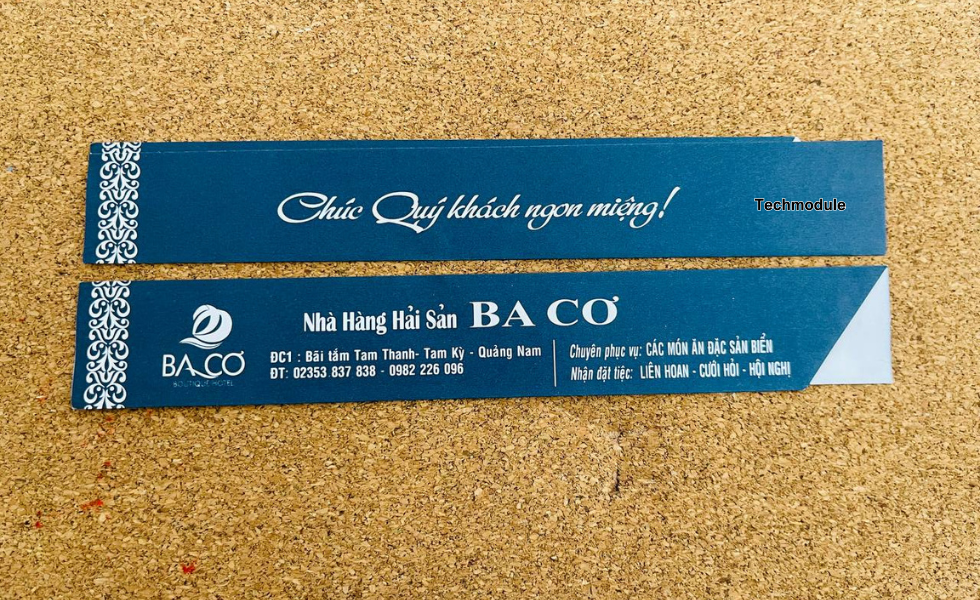 Chúc Quý khách ngon miệng!
Techmodule
Nhà Hàng Hải Sản BA CƠ
BA CƠ
BOUTIQUE HOTEL
ĐC1 : Bãi tắm Tam Thanh- Tam Kỳ - Quảng Nam
ĐT: 02353 837 838 - 0982 226 096
Chuyên phục vụ: CÁC MÓN ĂN ĐẶC SẢN BIỂN
Nhận đặt tiệc: LIÊN HOAN - CƯỚI HỎI - HỘI NGHỊ